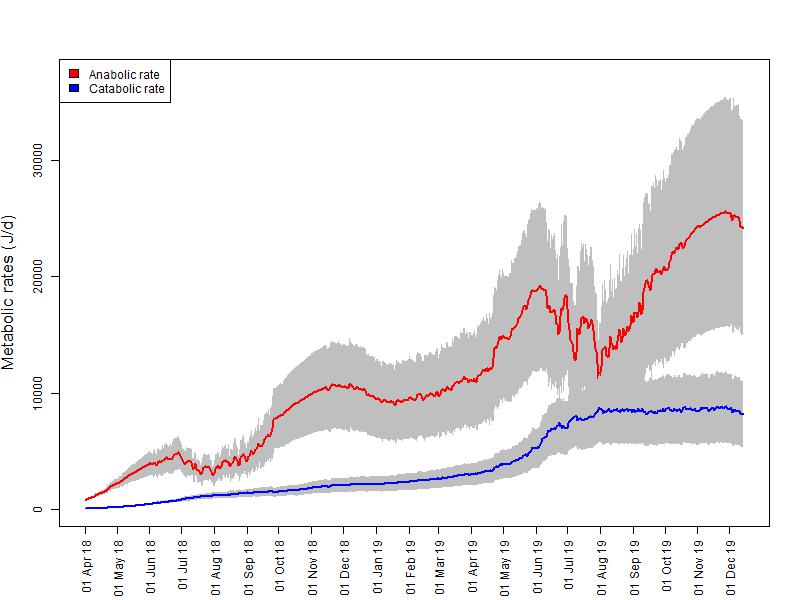 Anabolic rate
Catabolic rate
Metabolic rates (J/d)
30000
20000
10000
0
01 Apr 18
01 May 18
01 Jun 18
01 Jul 18
01 Aug 18
01 Sep 18
01 Oct 18
01 Nov 18
01 Dec 18
01 Jan 19
01 Feb 19
01 Mar 19
01 Apr 19
01 May 19
01 Jun 19
01 Jul 19
01 Aug 19
01 Sep 19
01 Oct 19
01 Nov 19
01 Dec 19